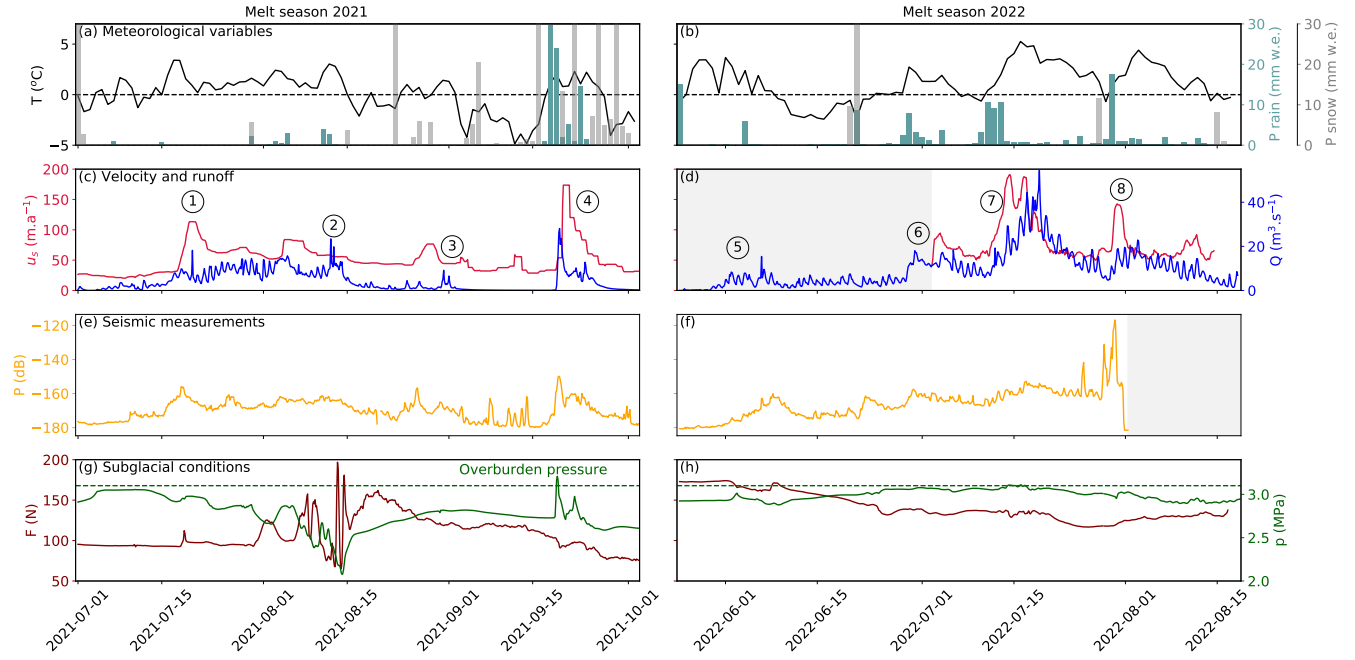 Melt season 2021
Melt season 2022
(a) Meteorological variables
(b)
5
0
−5
T (°C)
30
20
10
0
P rain (mm w.e.)
30
20
10
0
P snow (mm w.e.)
(c) Velocity and runoff
(d)
200
150
100
50
0
u_s (m.a⁻¹)
1
2
3
4
5
6
7
8
40
20
0
Q (m³.s⁻¹)
(e) Seismic measurements
(f)
−120
−140
−160
−180
P (dB)
(g) Subglacial conditions
Overburden pressure
(h)
200
150
100
50
F (N)
3.0
2.5
2.0
p (MPa)
2021-07-01
2021-07-15
2021-08-01
2021-08-15
2021-09-01
2021-09-15
2021-10-01
2022-06-01
2022-06-15
2022-07-01
2022-07-15
2022-08-01
2022-08-15